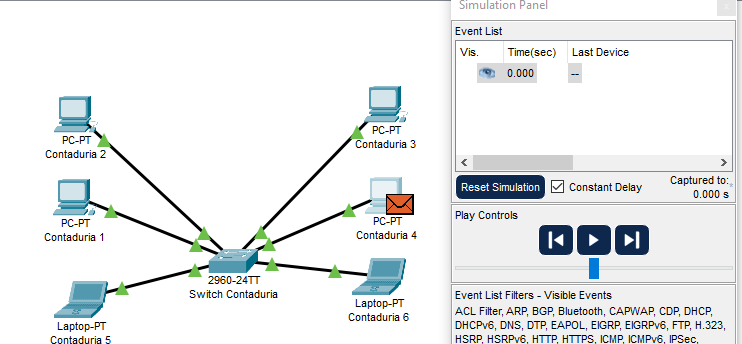 Simulation Panel
Event List
Vis.
Time(sec)
Last Device
0.000
--
Reset Simulation
Constant Delay
Captured to:
0.000 s
Play Controls
Event List Filters - Visible Events
ACL Filter, ARP, BGP, Bluetooth, CAPWAP, CDP, DHCP,
DHCPv6, DNS, DTP, EAPOL, EIGRP, EIGRPv6, FTP, H.323,
HSRP, HSRPv6, HTTP, HTTPS, ICMP, ICMPv6, IPSec,
PC-PT
Contaduria 2
PC-PT
Contaduria 3
PC-PT
Contaduria 1
PC-PT
Contaduria 4
2960-24TT
Switch Contaduria
Laptop-PT
Contaduria 5
Laptop-PT
Contaduria 6